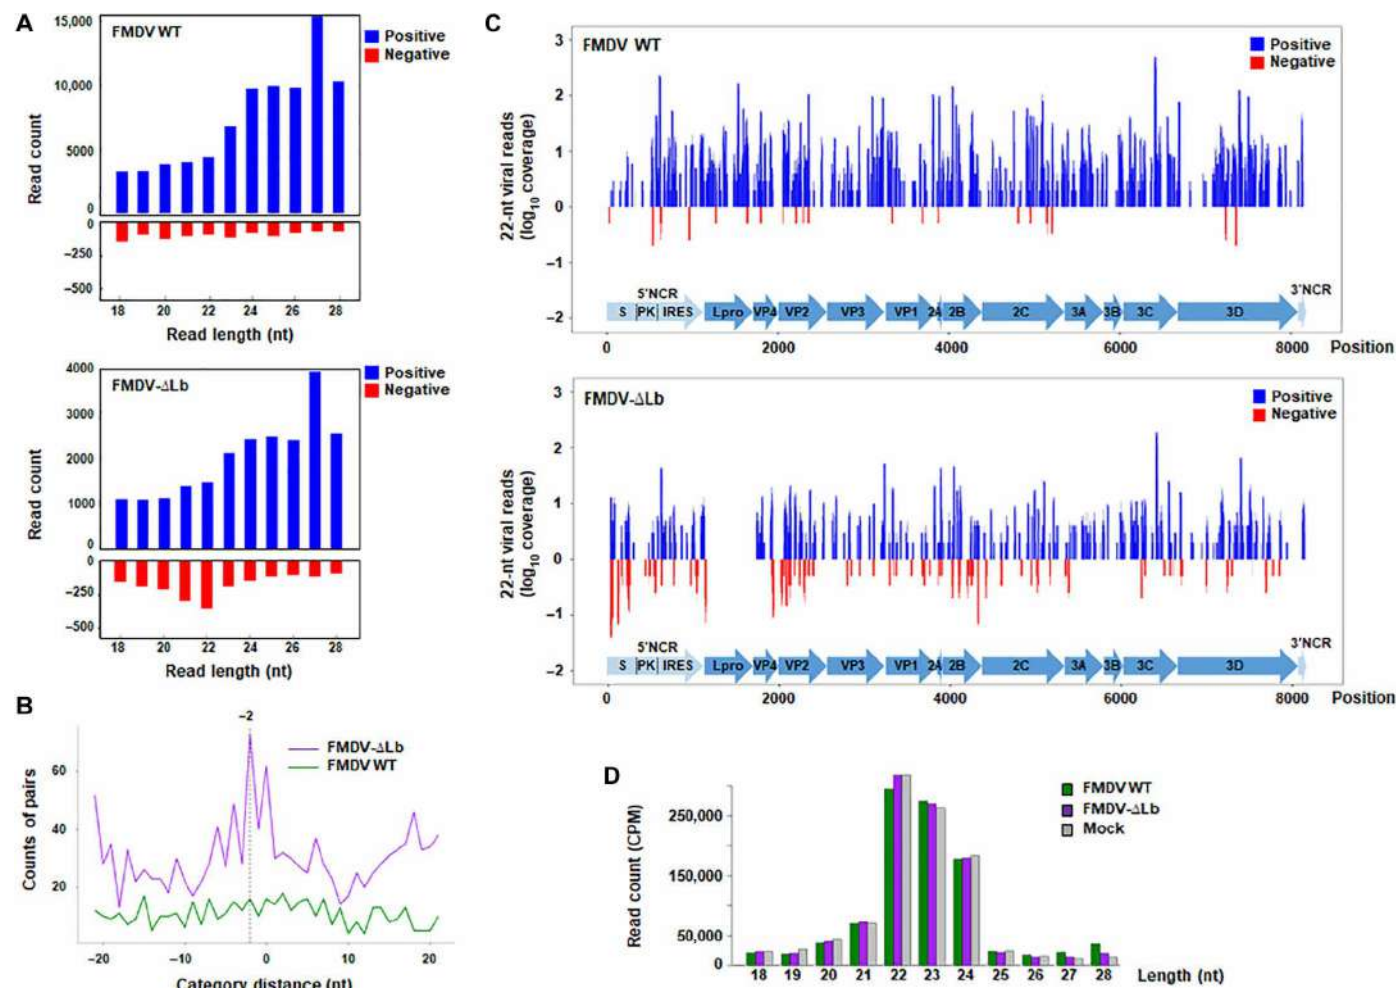 A
FMDV WT
Positive
Negative
15,000
10,000
5000
0
Read count
0
−250
−500
18 20 22 24 26 28
Read length (nt)
FMDV-ΔLb
Positive
Negative
4000
3000
2000
1000
0
Read count
0
−250
−500
18 20 22 24 26 28
Read length (nt)
B
−2
FMDV-ΔLb
FMDV WT
60
40
20
Counts of pairs
−20 −10 0 10 20
Category distance (nt)
C
FMDV WT
Positive
Negative
3
2
1
0
−1
−2
22-nt viral reads
(log10 coverage)
5'NCR
3'NCR
S PK IRES Lpro VP4 VP2 VP3 VP1 2A 2B 2C 3A 3B 3C 3D
0 2000 4000 6000 8000 Position
FMDV-ΔLb
Positive
Negative
3
2
1
0
−1
−2
22-nt viral reads
(log10 coverage)
5'NCR
3'NCR
S PK IRES Lpro VP4 VP2 VP3 VP1 2A 2B 2C 3A 3B 3C 3D
0 2000 4000 6000 8000 Position
D
FMDV WT
FMDV-ΔLb
Mock
250,000
150,000
50,000
0
Read count (CPM)
18 19 20 21 22 23 24 25 26 27 28 Length (nt)